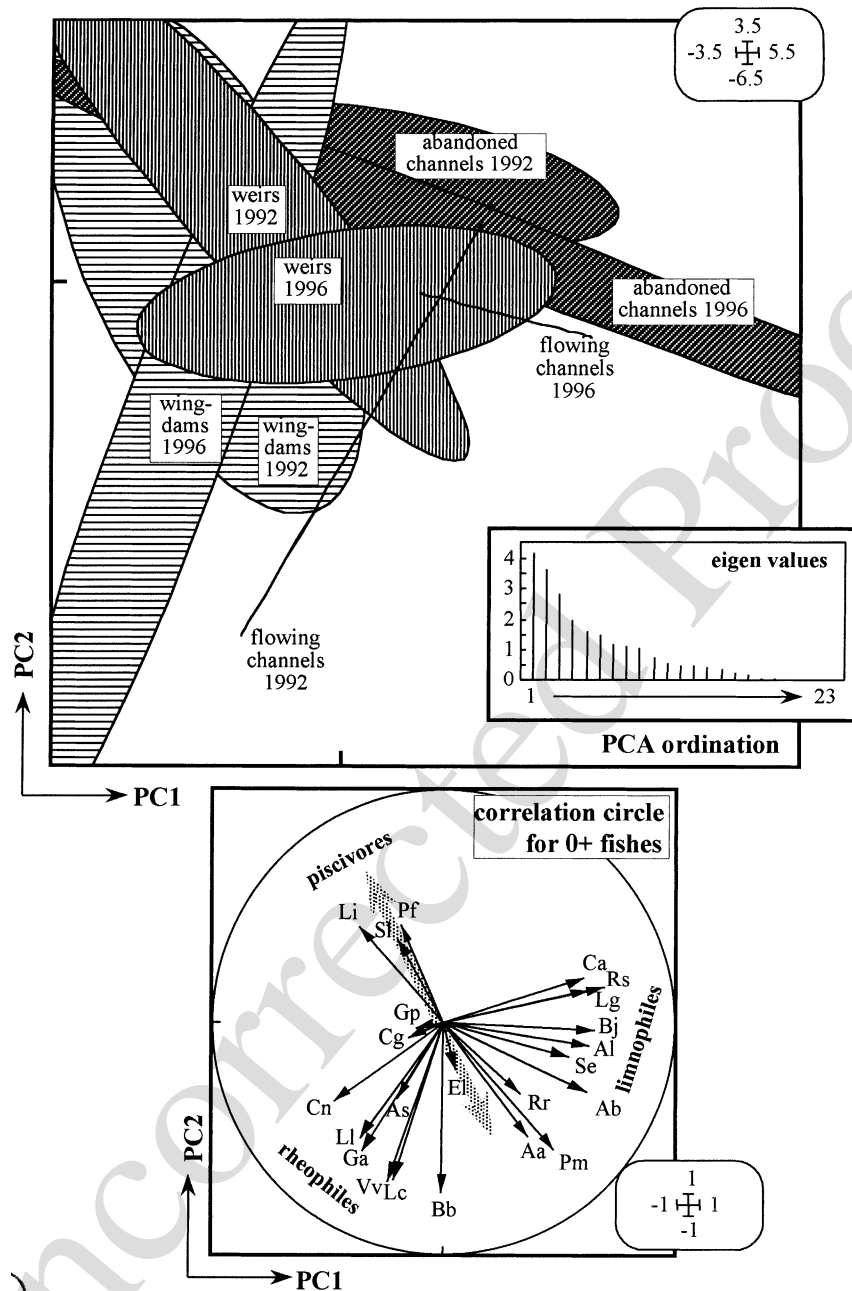 3.5
-3.5 5.5
-6.5
abandoned
channels 1992
weirs
1992
weirs
1996
abandoned
channels 1996
flowing
channels
1996
wing-
dams
1996
wing-
dams
1992
flowing
channels
1992
eigen values
4
3
2
1
0
1 23
PCA ordination
PC2
PC1
correlation circle
for 0+ fishes
piscivores
Li
Pf
Sl
Ca
Rs
Lg
Bj
Al
Se
Ab
limnophiles
Gp
Cg
El
Rr
Cn
As
Ll
Ga
Aa
Pm
Vv
Lc
Bb
rheophiles
1
-1 1
-1
PC2
PC1
ncorrected Proo